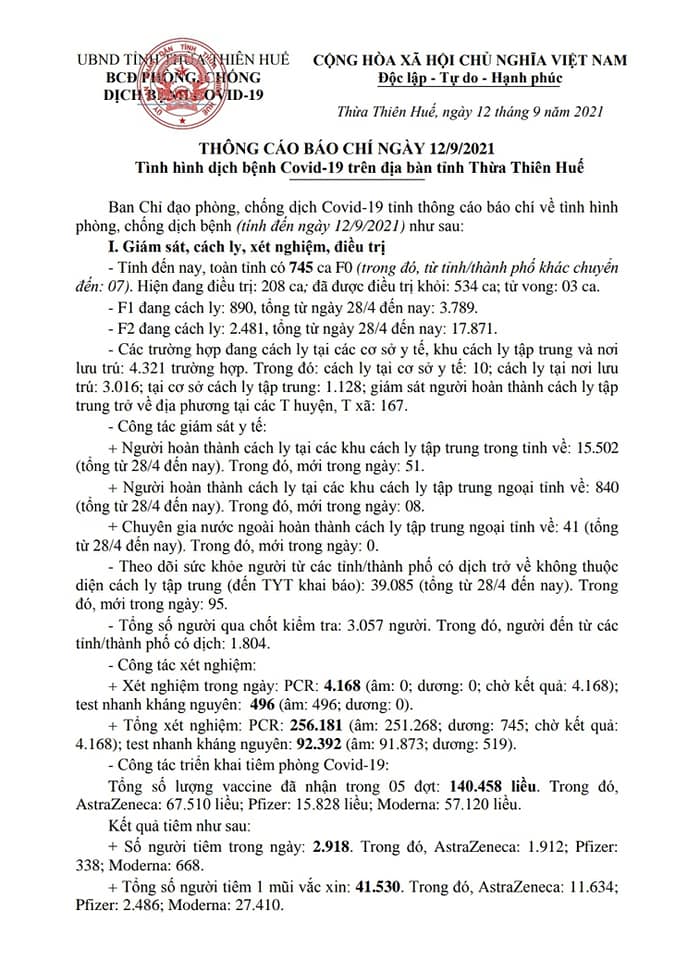 UBND TỈNH THỪA THIÊN HUẾ
BCĐ PHÒNG, CHỐNG
DỊCH BỆNH COVID-19
CỘNG HÒA XÃ HỘI CHỦ NGHĨA VIỆT NAM
Độc lập - Tự do - Hạnh phúc
Thừa Thiên Huế, ngày 12 tháng 9 năm 2021
THÔNG CÁO BÁO CHÍ NGÀY 12/9/2021
Tình hình dịch bệnh Covid-19 trên địa bàn tỉnh Thừa Thiên Huế
Ban Chỉ đạo phòng, chống dịch Covid-19 tỉnh thông cáo báo chí về tình hình
phòng, chống dịch bệnh (tính đến ngày 12/9/2021) như sau:
I. Giám sát, cách ly, xét nghiệm, điều trị
- Tính đến nay, toàn tỉnh có 745 ca F0 (trong đó, từ tỉnh/thành phố khác chuyển
đến: 07). Hiện đang điều trị: 208 ca; đã được điều trị khỏi: 534 ca; tử vong: 03 ca.
- F1 đang cách ly: 890, tổng từ ngày 28/4 đến nay: 3.789.
- F2 đang cách ly: 2.481, tổng từ ngày 28/4 đến nay: 17.871.
- Các trường hợp đang cách ly tại các cơ sở y tế, khu cách ly tập trung và nơi
lưu trú: 4.321 trường hợp. Trong đó: cách ly tại cơ sở y tế: 10; cách ly tại nơi lưu
trú: 3.016; tại cơ sở cách ly tập trung: 1.128; giám sát người hoàn thành cách ly tập
trung trở về địa phương tại các T huyện, T xã: 167.
- Công tác giám sát y tế:
+ Người hoàn thành cách ly tại các khu cách ly tập trung trong tỉnh về: 15.502
(tổng từ 28/4 đến nay). Trong đó, mới trong ngày: 51.
+ Người hoàn thành cách ly tại các khu cách ly tập trung ngoại tỉnh về: 840
(tổng từ 28/4 đến nay). Trong đó, mới trong ngày: 08.
+ Chuyên gia nước ngoài hoàn thành cách ly tập trung ngoại tỉnh về: 41 (tổng
từ 28/4 đến nay). Trong đó, mới trong ngày: 0.
- Theo dõi sức khỏe người từ các tỉnh/thành phố có dịch trở về không thuộc
diện cách ly tập trung (đến TYT khai báo): 39.085 (tổng từ 28/4 đến nay). Trong
đó, mới trong ngày: 95.
- Tổng số người qua chốt kiểm tra: 3.057 người. Trong đó, người đến từ các
tỉnh/thành phố có dịch: 1.804.
- Công tác xét nghiệm:
+ Xét nghiệm trong ngày: PCR: 4.168 (âm: 0; dương: 0; chờ kết quả: 4.168);
test nhanh kháng nguyên: 496 (âm: 496; dương: 0).
+ Tổng xét nghiệm: PCR: 256.181 (âm: 251.268; dương: 745; chờ kết quả:
4.168); test nhanh kháng nguyên: 92.392 (âm: 91.873; dương: 519).
- Công tác triển khai tiêm phòng Covid-19:
Tổng số lượng vaccine đã nhận trong 05 đợt: 140.458 liều. Trong đó,
AstraZeneca: 67.510 liều; Pfizer: 15.828 liều; Moderna: 57.120 liều.
Kết quả tiêm như sau:
+ Số người tiêm trong ngày: 2.918. Trong đó, AstraZeneca: 1.912; Pfizer:
338; Moderna: 668.
+ Tổng số người tiêm 1 mũi vắc xin: 41.530. Trong đó, AstraZeneca: 11.634;
Pfizer: 2.486; Moderna: 27.410.